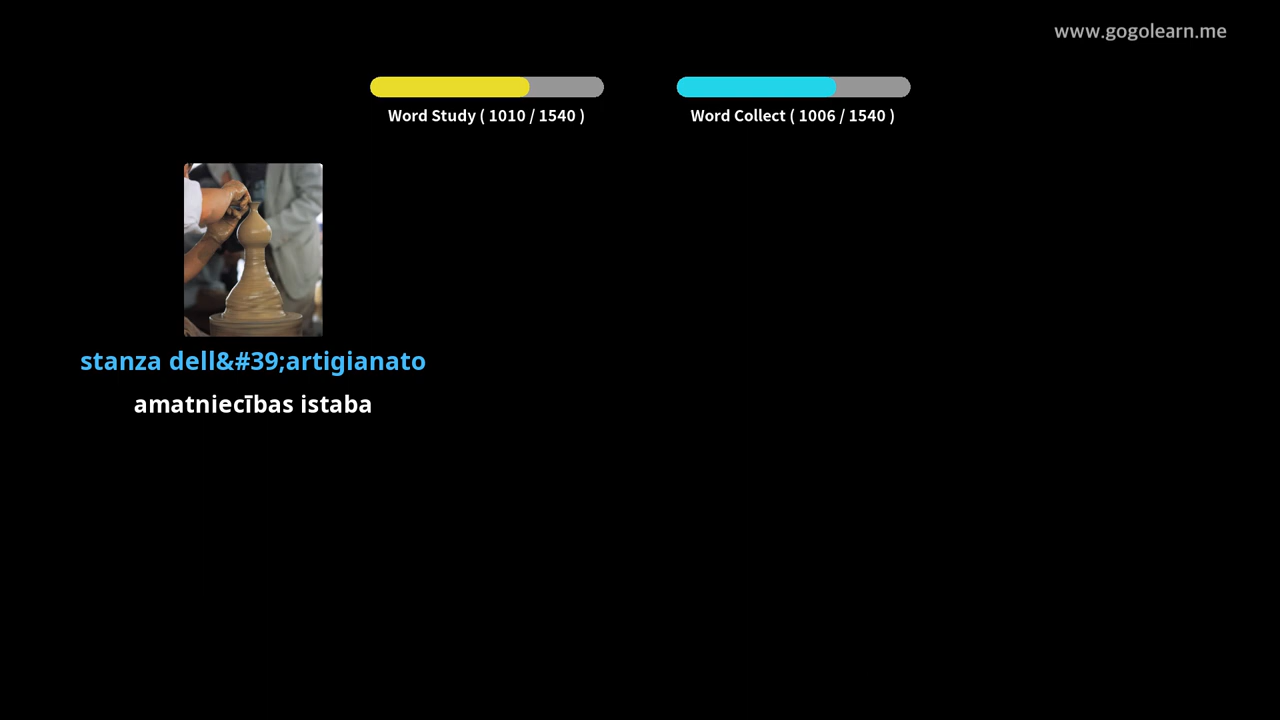 www.gogolearn.me
Word Study ( 1010 / 1540 )
Word Collect ( 1006 / 1540 )
stanza dell&#39;artigianato
amatniecības istaba